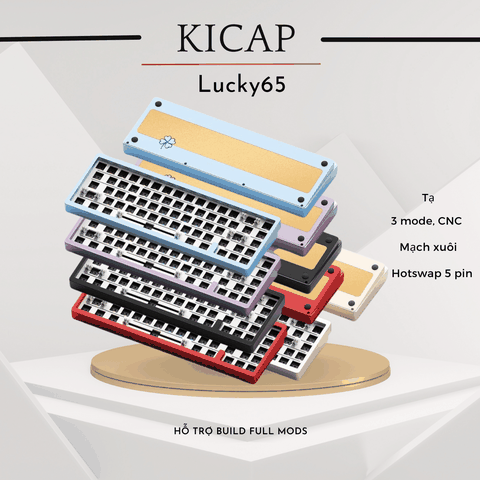 KICAP
Lucky65
Tạ
3 mode, CNC
Mạch xuôi
Hotswap 5 pin
HỖ TRỢ BUILD FULL MODS